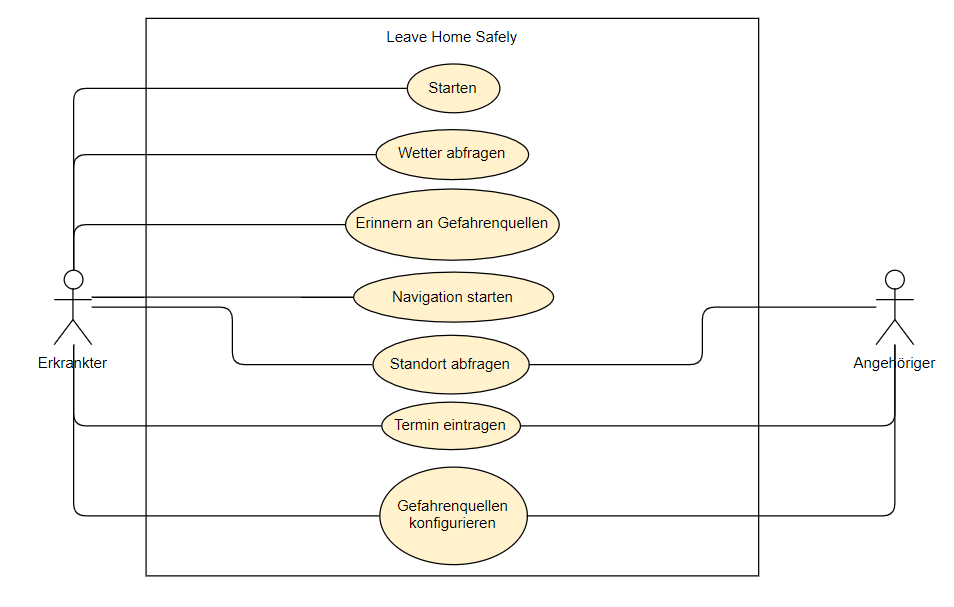 Leave Home Safely
Starten
Wetter abfragen
Erinnern an Gefahrenquellen
Navigation starten
Erkrankter
Standort abfragen
Angehöriger
Termin eintragen
Gefahrenquellen
konfigurieren